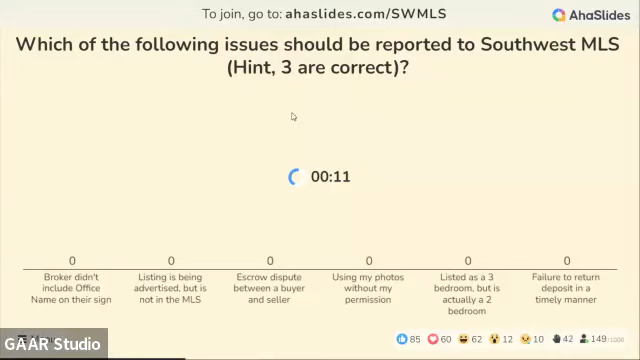 To join, go to: ahaslides.com/SWMLS
AhaSlides
Which of the following issues should be reported to Southwest MLS
(Hint, 3 are correct)?
00:11
0
0
0
0
0
0
Broker didn't
include Office
Name on their sign
Listing is being
advertised, but is
not in the MLS
Escrow dispute
between a buyer
and seller
Using my photos
without my
permission
Listed as a 3
bedroom, but is
actually a 2
bedroom
Failure to return
deposit in a
timely manner
GAAR Studio
85
60
62
12
10
42
149